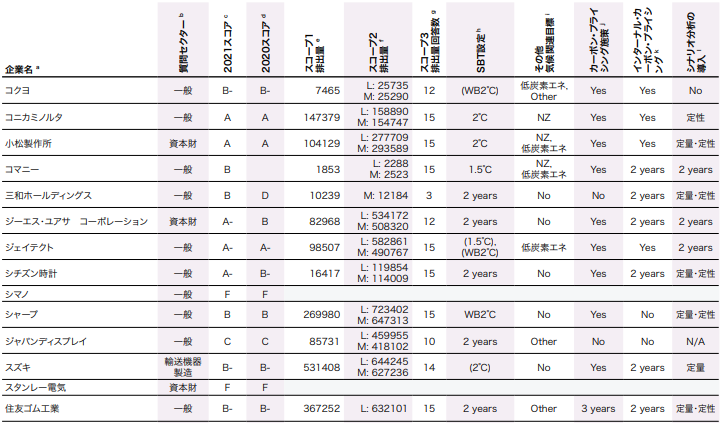 企業名 a 質問セクター b 2021スコア c 2020スコア d スコープ1排出量 e スコープ2排出量 f スコープ3排出量回答数 g SBT設定 h その他気候関連目標 i カーボン・プライシング施策 j インターナル・カーボン・プライシング k シナリオ分析の導入 l
コクヨ 一般 B- B- 7465 L: 25735 M: 25290 12 (WB2℃) 低炭素エネ, Other Yes Yes No
コニカミノルタ 一般 A A 147379 L: 158890 M: 154747 15 2℃ NZ Yes Yes 定性
小松製作所 資本財 A A 104129 L: 277709 M: 293589 15 2℃ NZ, 低炭素エネ Yes Yes 定量・定性
コマニー 一般 B 1853 L: 2288 M: 2523 15 1.5℃ NZ, 低炭素エネ Yes 2 years 2 years
三和ホールディングス 一般 B D 10239 M: 12184 3 2 years No No 2 years 定量・定性
ジーエス・ユアサ コーポレーション 資本財 A- B 82968 L: 534172 M: 508320 12 2 years No Yes 2 years 定量・定性
ジェイテクト 一般 A- A- 98507 L: 582861 M: 490767 15 (1.5℃), (WB2℃) 低炭素エネ Yes Yes 2 years
シチズン時計 一般 A- B- 16417 L: 119854 M: 114009 15 2 years No Yes 2 years 定量・定性
シマノ 一般 F F
シャープ 一般 B B 269980 L: 723402 M: 647313 15 WB2℃ No Yes No 定量・定性
ジャパンディスプレイ 一般 C C 85731 L: 459955 M: 418102 10 2 years Other No No N/A
スズキ 輸送機器製造 B- B- 531408 L: 644245 M: 627236 14 (2℃) No Yes 2 years 定量
スタンレー電気 資本財 F F
住友ゴム工業 一般 B- B- 367252 L: 632101 15 2 years Other 3 years 2 years 定量・定性